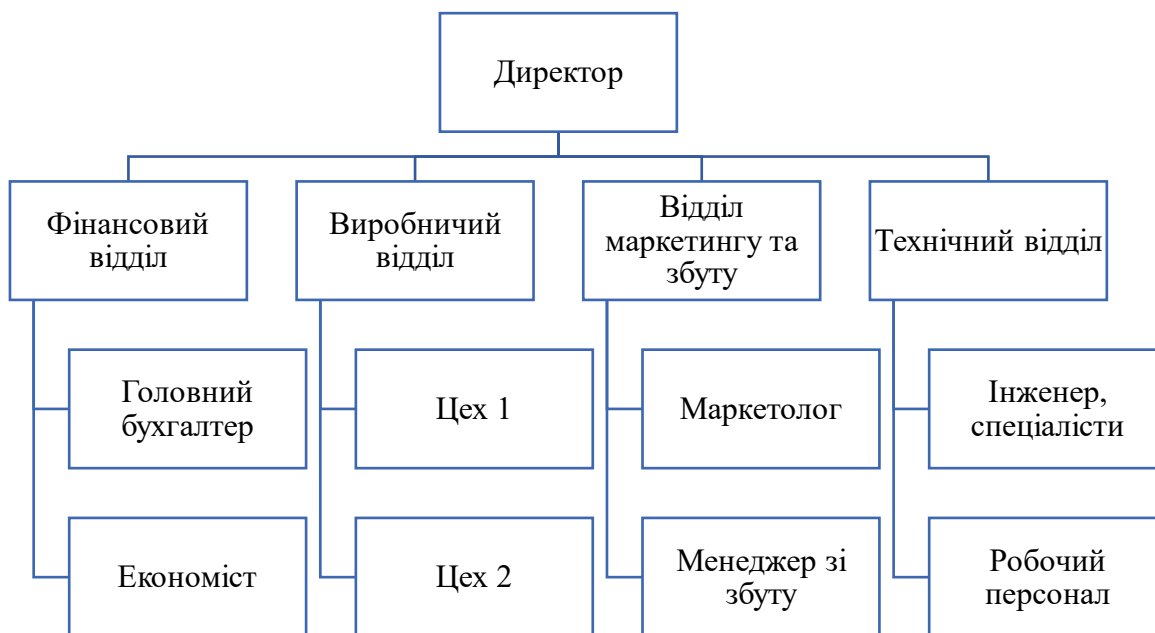 Директор
Фінансовий
відділ
Виробничий
відділ
Відділ
маркетингу та
збуту
Технічний відділ
Головний
бухгалтер
Цех 1
Маркетолог
Інженер,
спеціалісти
Економіст
Цех 2
Менеджер зі
збуту
Робочий
персонал